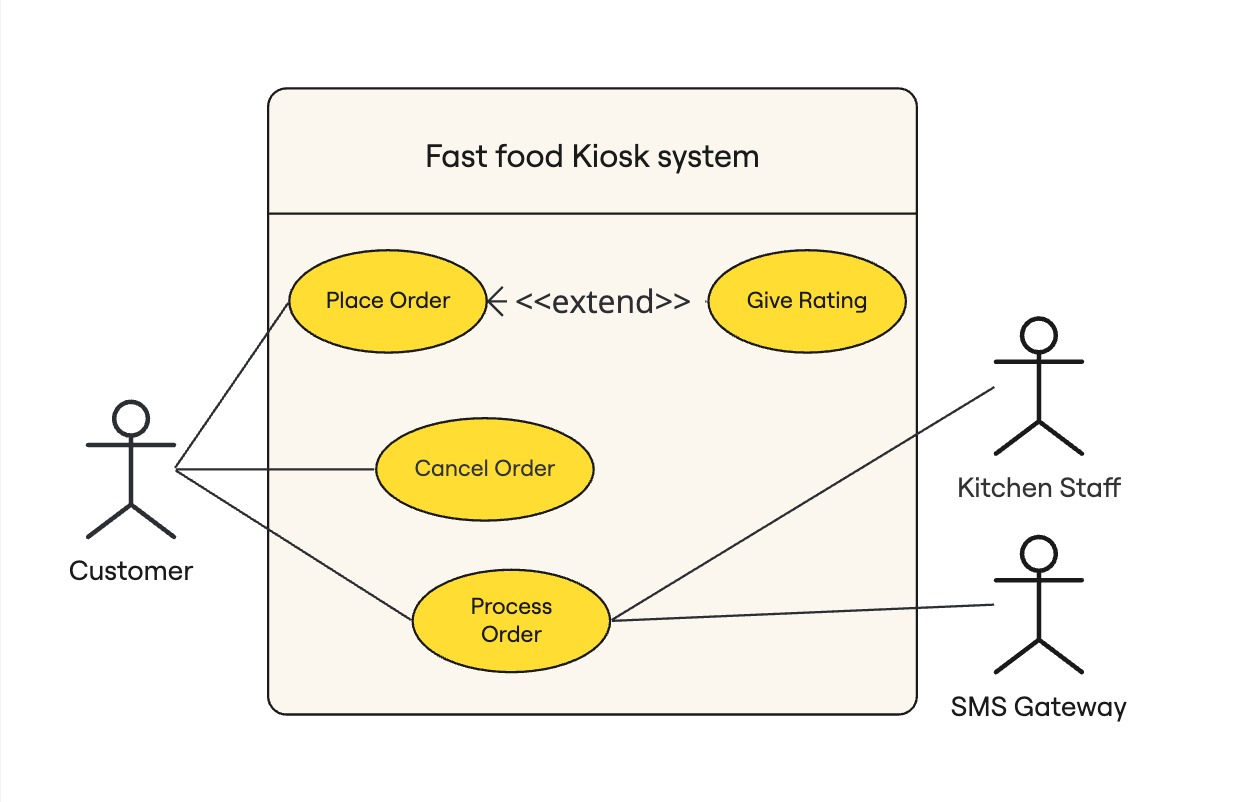 Fast food Kiosk system
Place Order
<<extend>>
Give Rating
Cancel Order
Process
Order
Customer
Kitchen Staff
SMS Gateway